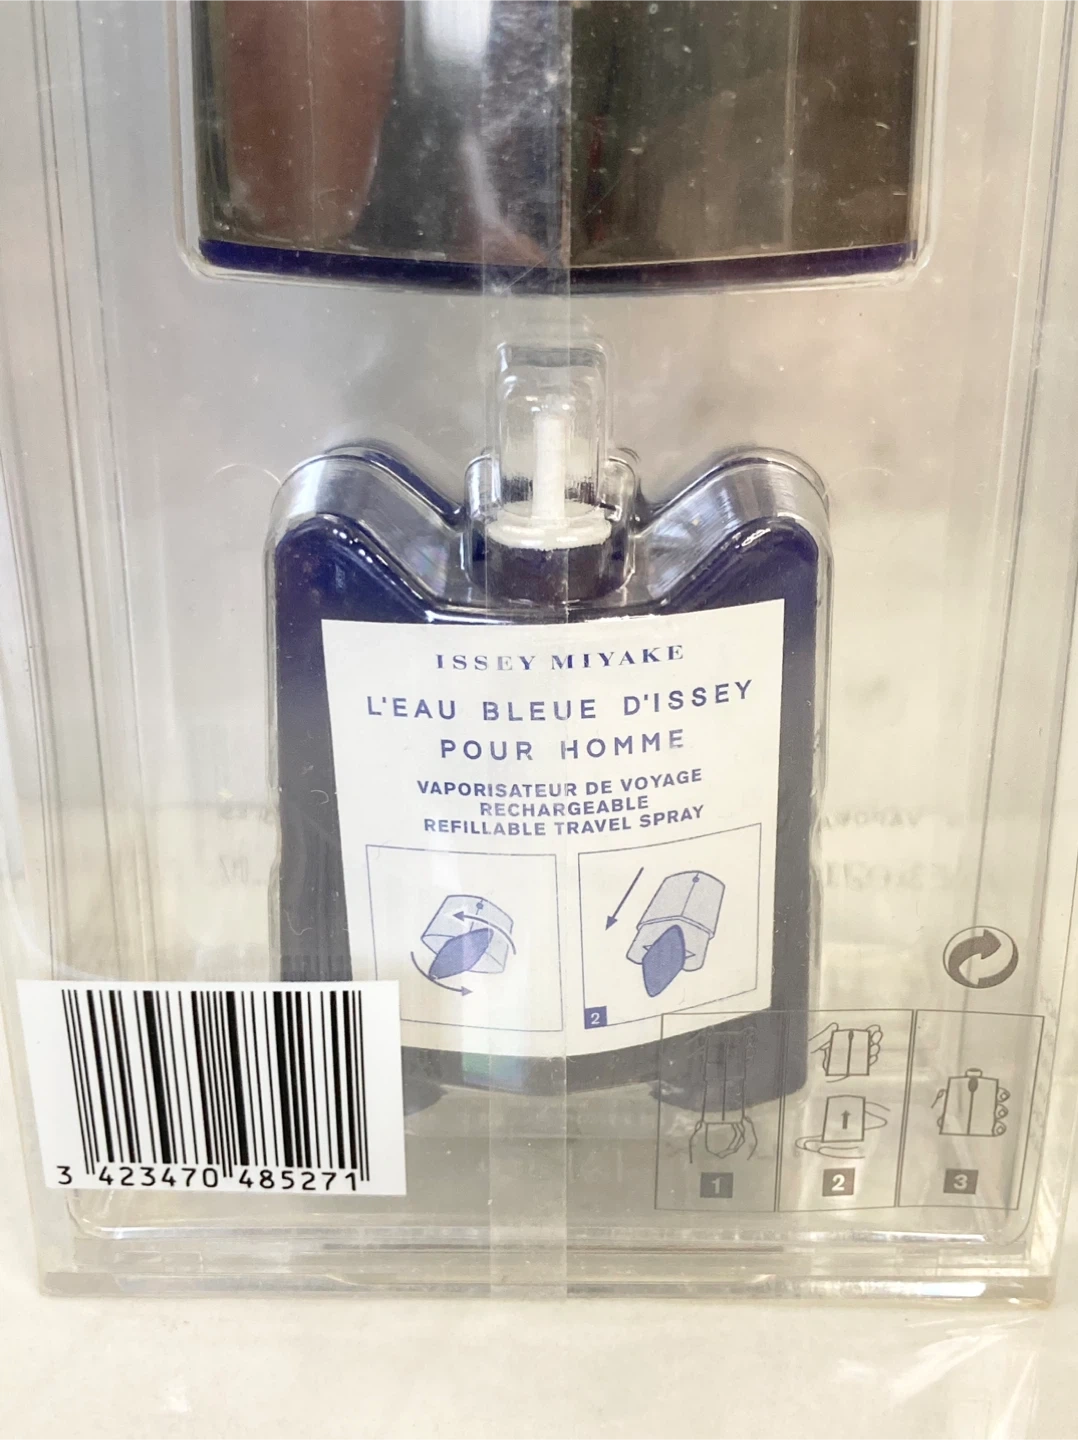 ISSEY MIYAKE
L'EAU BLEUE D'ISSEY
POUR HOMME
VAPORISATEUR DE VOYAGE
RECHARGEABLE
REFILLABLE TRAVEL SPRAY
2
3 423470 485271
1 2 3